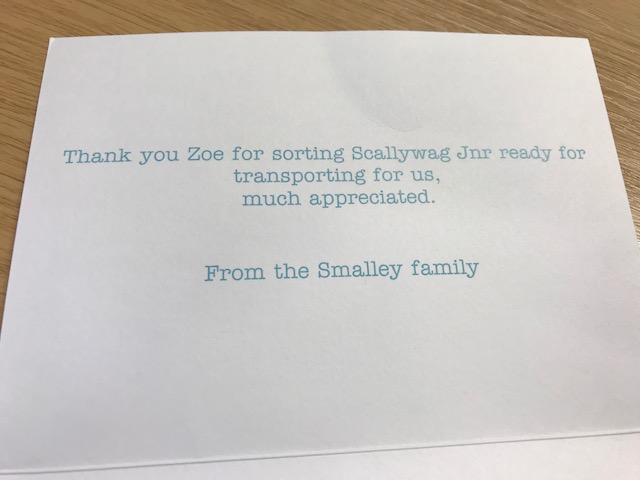 Thank you Zoe for sorting Scallywag Jnr ready for
transporting for us,
much appreciated.
From the Smalley family